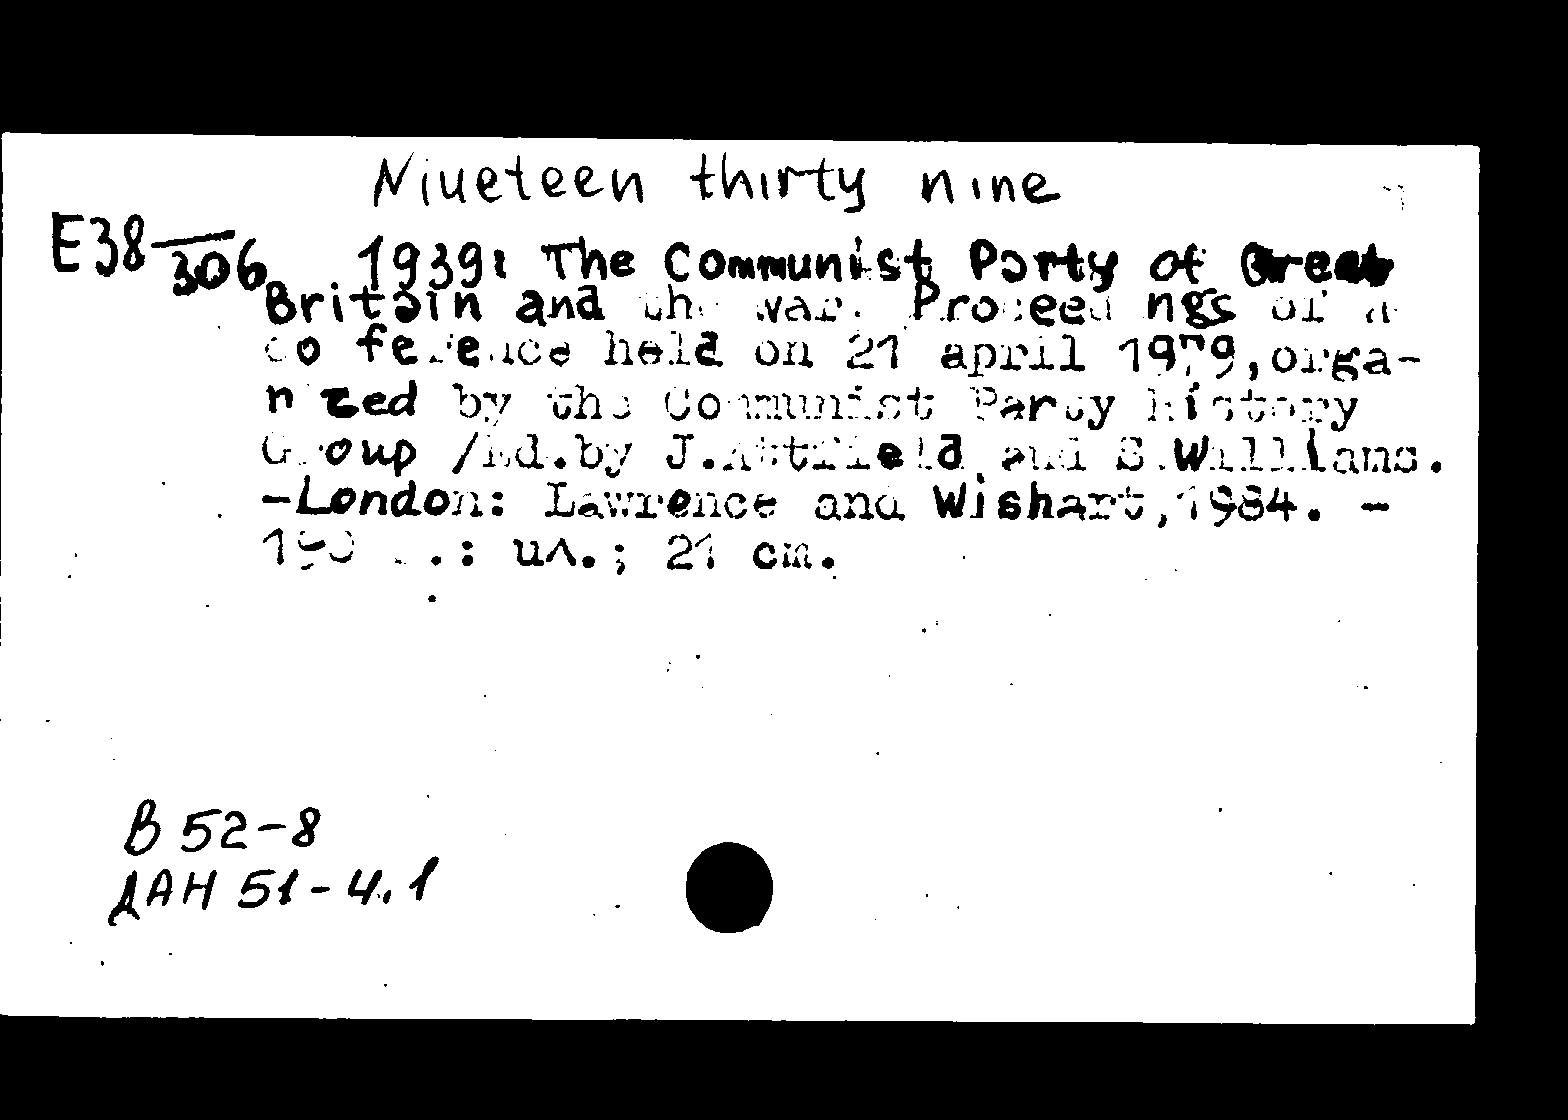 Niueteen thirty nine
E38/306
1939: The Communist Party of Great
Britain and the war. Proceedings of a
conference held on 21 april 1979, orga-
nized by the Communist Party History
Group /Ed.by J.Attfield and S.Williams.
-London: Lawrence and Wishart,1984. -
: ил.; 21 cm.
В 52-8
ДАН 51-4.1